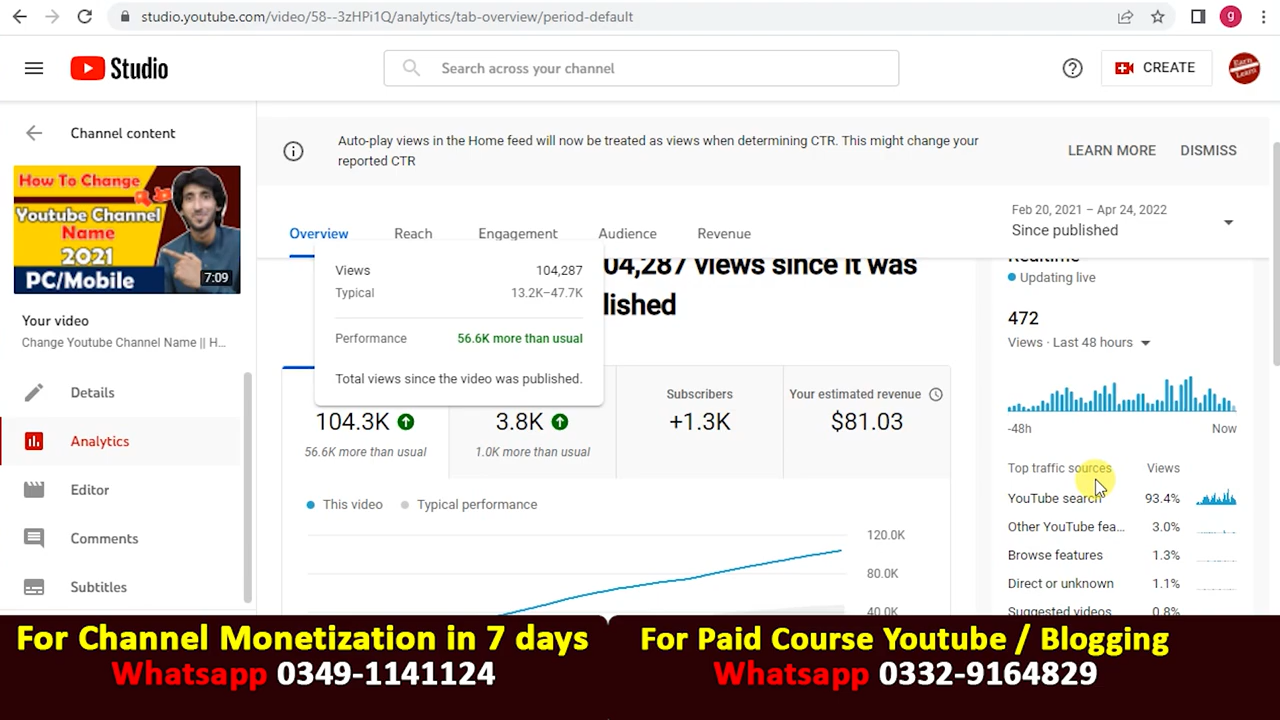 studio.youtube.com/video/58--3zHPi1Q/analytics/tab-overview/period-default
g
Studio
Search across your channel
CREATE
Earn
Learn
Channel content
Auto-play views in the Home feed will now be treated as views when determining CTR. This might change your
reported CTR
LEARN MORE
DISMISS
How To Change
Youtube Channel
Name
2021
PC/Mobile
7:09
Your video
Change Youtube Channel Name || H...
Details
Analytics
Editor
Comments
Subtitles
Overview
Reach
Engagement
Audience
Revenue
Feb 20, 2021 – Apr 24, 2022
Since published
04,287 views since it was
lished
Views 104,287
Typical 13.2K–47.7K
Performance 56.6K more than usual
Total views since the video was published.
104.3K
56.6K more than usual
3.8K
1.0K more than usual
Subscribers
+1.3K
Your estimated revenue
$81.03
This video
Typical performance
120.0K
80.0K
40.0K
Realtime
Updating live
472
Views · Last 48 hours
-48h
Now
Top traffic sources Views
YouTube search 93.4%
Other YouTube fea... 3.0%
Browse features 1.3%
Direct or unknown 1.1%
Suggested videos 0.8%
For Channel Monetization in 7 days
Whatsapp 0349-1141124
For Paid Course Youtube / Blogging
Whatsapp 0332-9164829